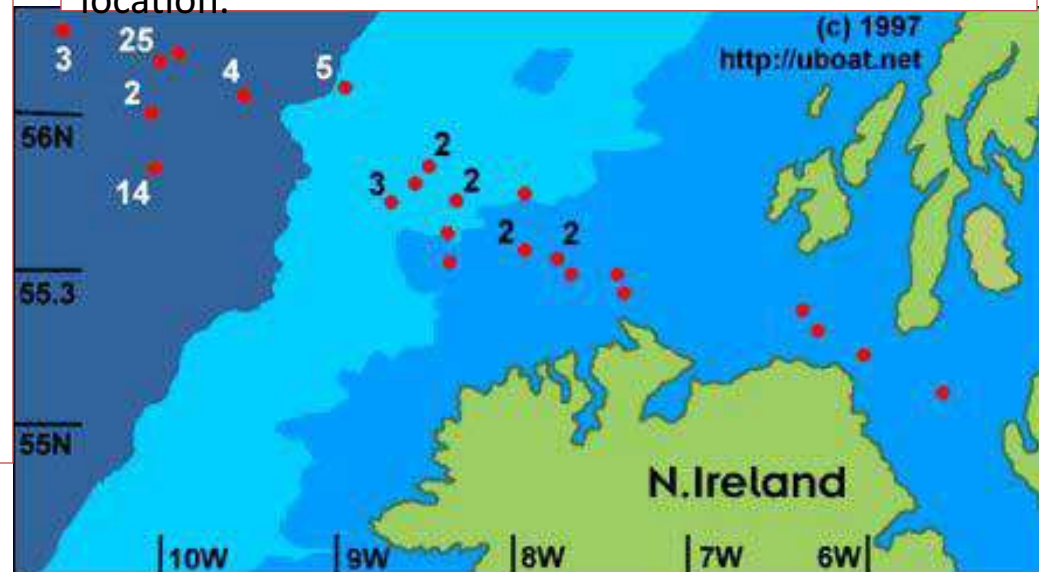 location.
(c) 1997
http://uboat.net
25
3
4
5
2
56N
14
2
3
2
2
2
55.3
55N
N.Ireland
10W
9W
8W
7W
6W